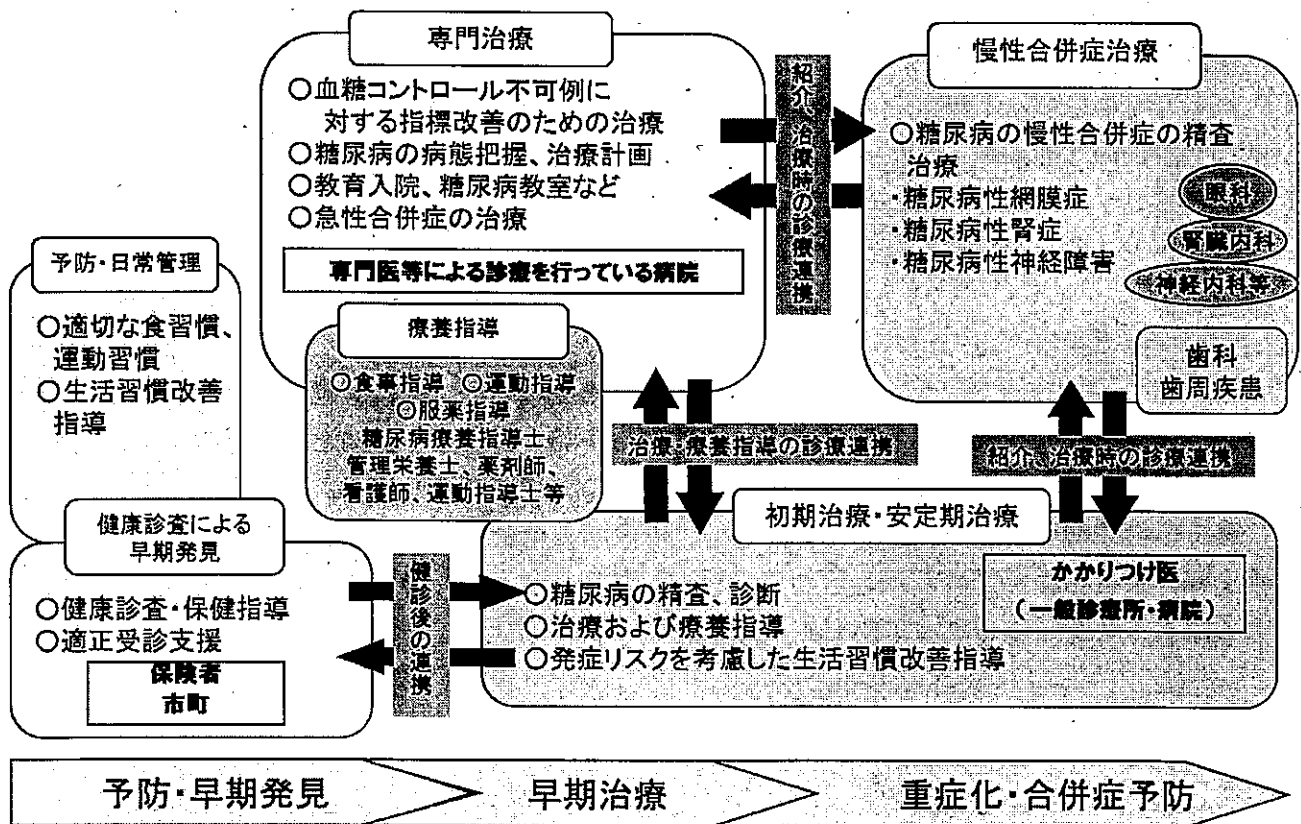 専門治療
○血糖コントロール不可例に
対する指標改善のための治療
○糖尿病の病態把握、治療計画
○教育入院、糖尿病教室など
○急性合併症の治療
専門医等による診療を行っている病院
紹介、治療時の診療連携
慢性合併症治療
○糖尿病の慢性合併症の精査
治療
・糖尿病性網膜症
・糖尿病性腎症
・糖尿病性神経障害
眼科
腎臓内科
神経内科等
歯科
歯周疾患
予防・日常管理
○適切な食習慣、
運動習慣
○生活習慣改善
指導
療養指導
○食事指導 ○運動指導
○服薬指導
糖尿病療養指導士
管理栄養士、薬剤師、
看護師、運動指導士等
治療・療養指導の診療連携
紹介、治療時の診療連携
健康診査による
早期発見
○健康診査・保健指導
○適正受診支援
保険者
市町
健診後の連携
初期治療・安定期治療
かかりつけ医
(一般診療所・病院)
○糖尿病の精査、診断
○治療および療養指導
○発症リスクを考慮した生活習慣改善指導
予防・早期発見
早期治療
重症化・合併症予防